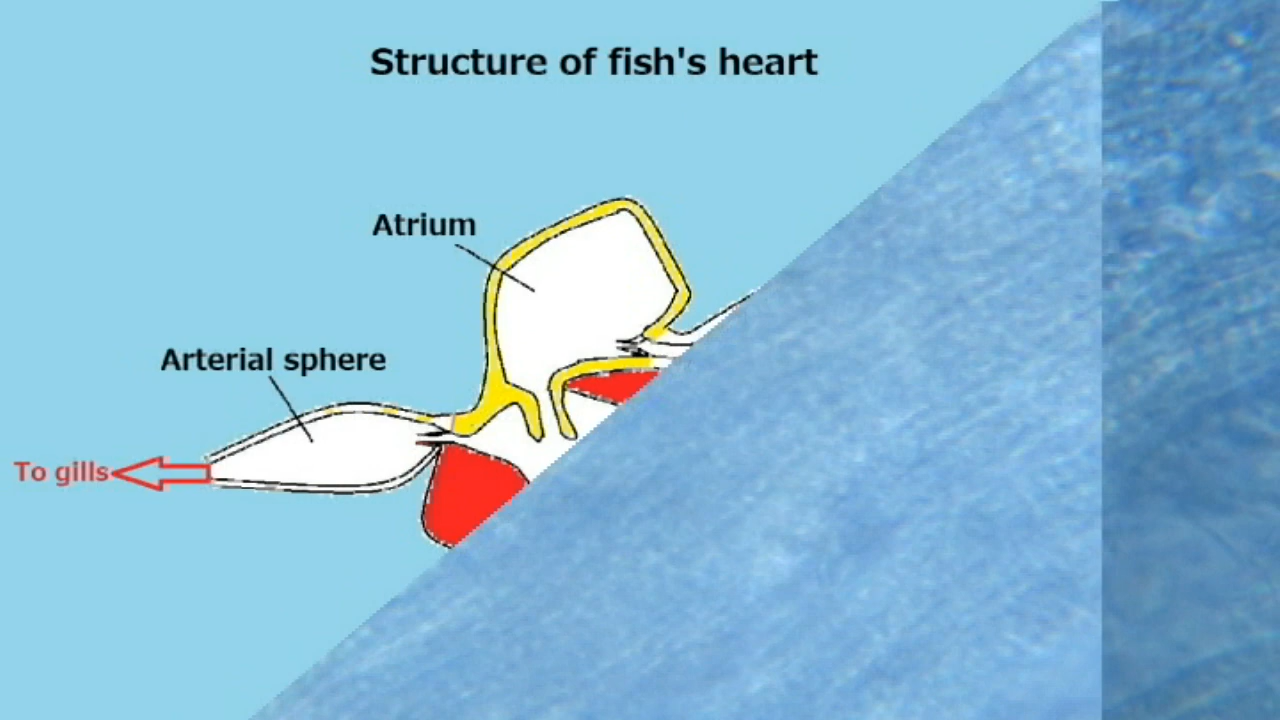 Structure of fish's heart
Atrium
Arterial sphere
To gills